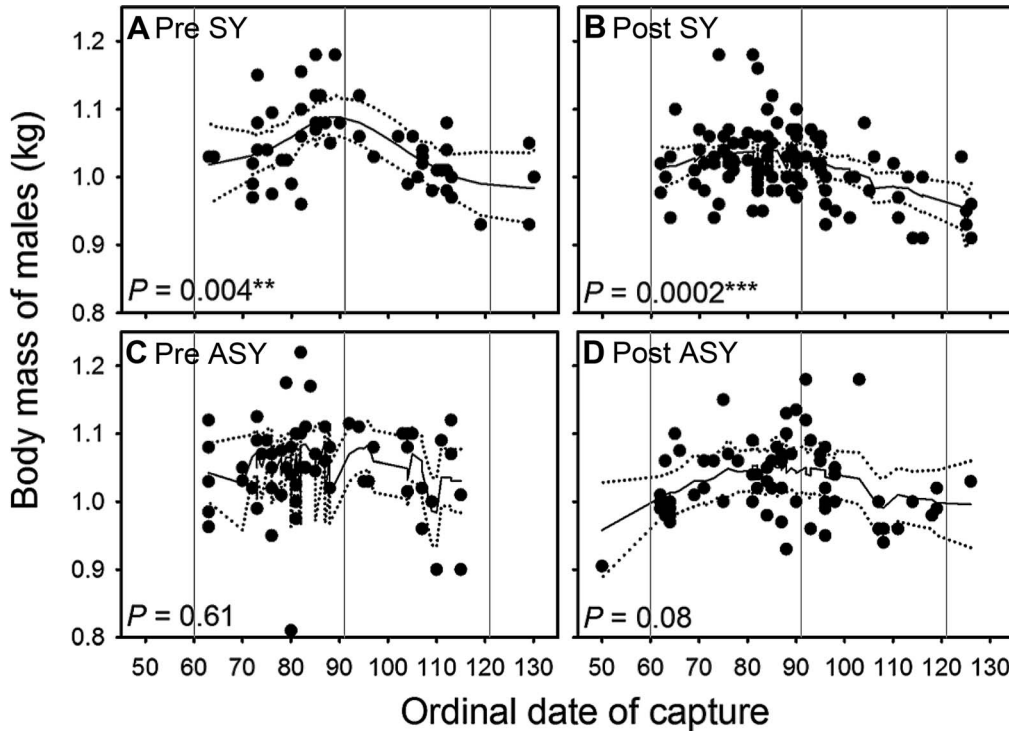 A Pre SY
B Post SY
1.2
1.1
1.0
0.9
0.8
P = 0.004**
P = 0.0002***
C Pre ASY
D Post ASY
1.2
1.1
1.0
0.9
0.8
P = 0.61
P = 0.08
50 60 70 80 90 100 110 120 130
50 60 70 80 90 100 110 120 130
Body mass of males (kg)
Ordinal date of capture